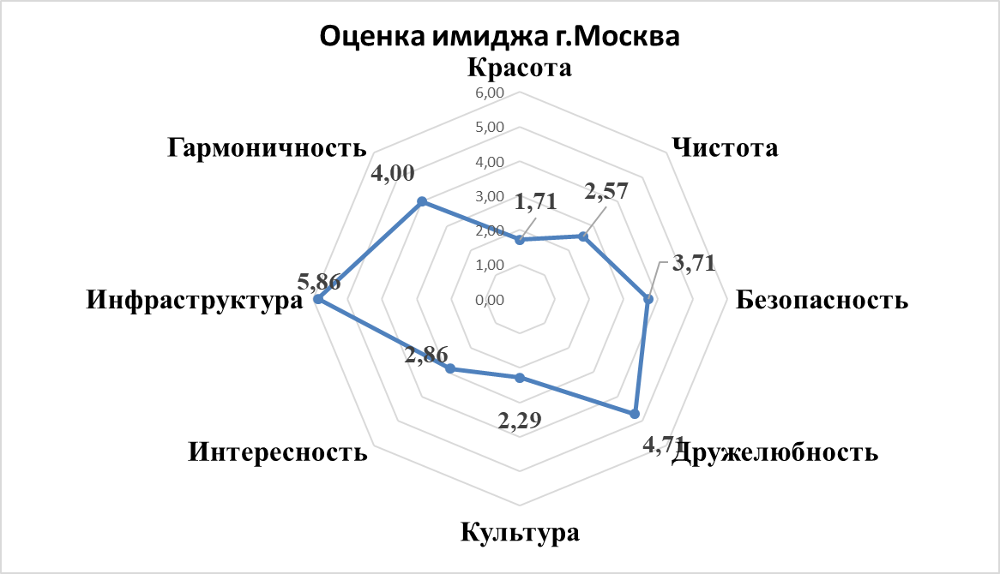 Оценка имиджа г.Москва
Красота
6,00
5,00
Гармоничность
Чистота
4,00
4,00
3,00
1,71
2,57
2,00
1,00
3,71
5,86
Инфраструктура
0,00
Безопасность
2,86
2,29
4,71
Интересность
Дружелюбность
Культура